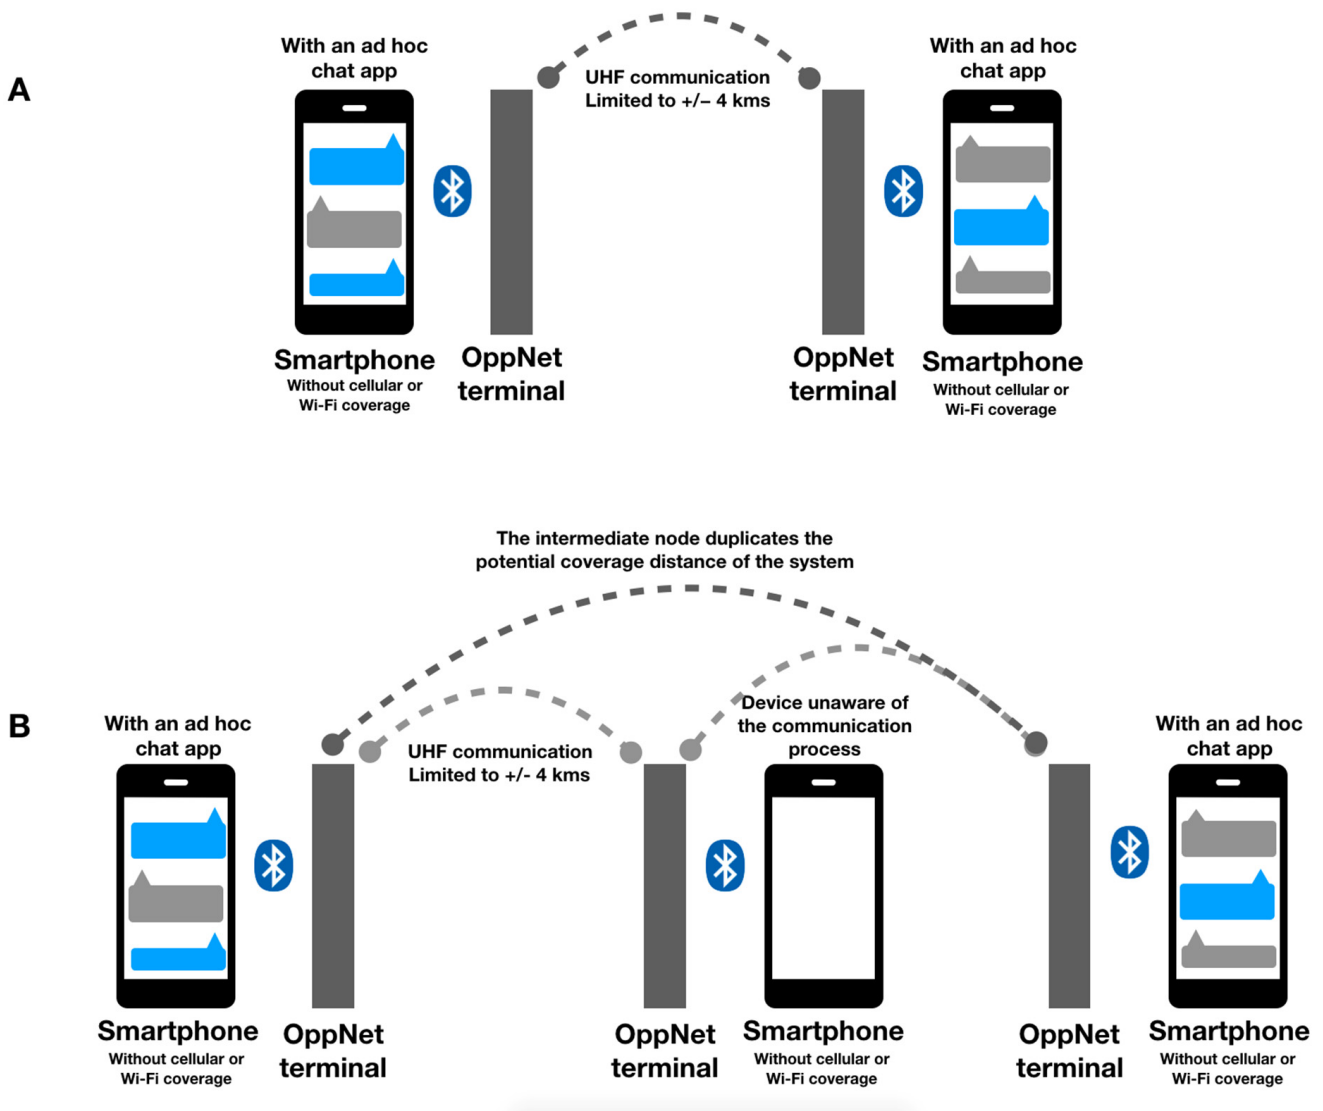 A
With an ad hoc
chat app
UHF communication
Limited to +/– 4 kms
With an ad hoc
chat app
Smartphone
Without cellular or
Wi-Fi coverage
OppNet
terminal
OppNet
terminal
Smartphone
Without cellular or
Wi-Fi coverage
The intermediate node duplicates the
potential coverage distance of the system
B
With an ad hoc
chat app
UHF communication
Limited to +/- 4 kms
Device unaware of
the communication
process
With an ad hoc
chat app
Smartphone
Without cellular or
Wi-Fi coverage
OppNet
terminal
OppNet
terminal
Smartphone
Without cellular or
Wi-Fi coverage
OppNet
terminal
Smartphone
Without cellular or
Wi-Fi coverage